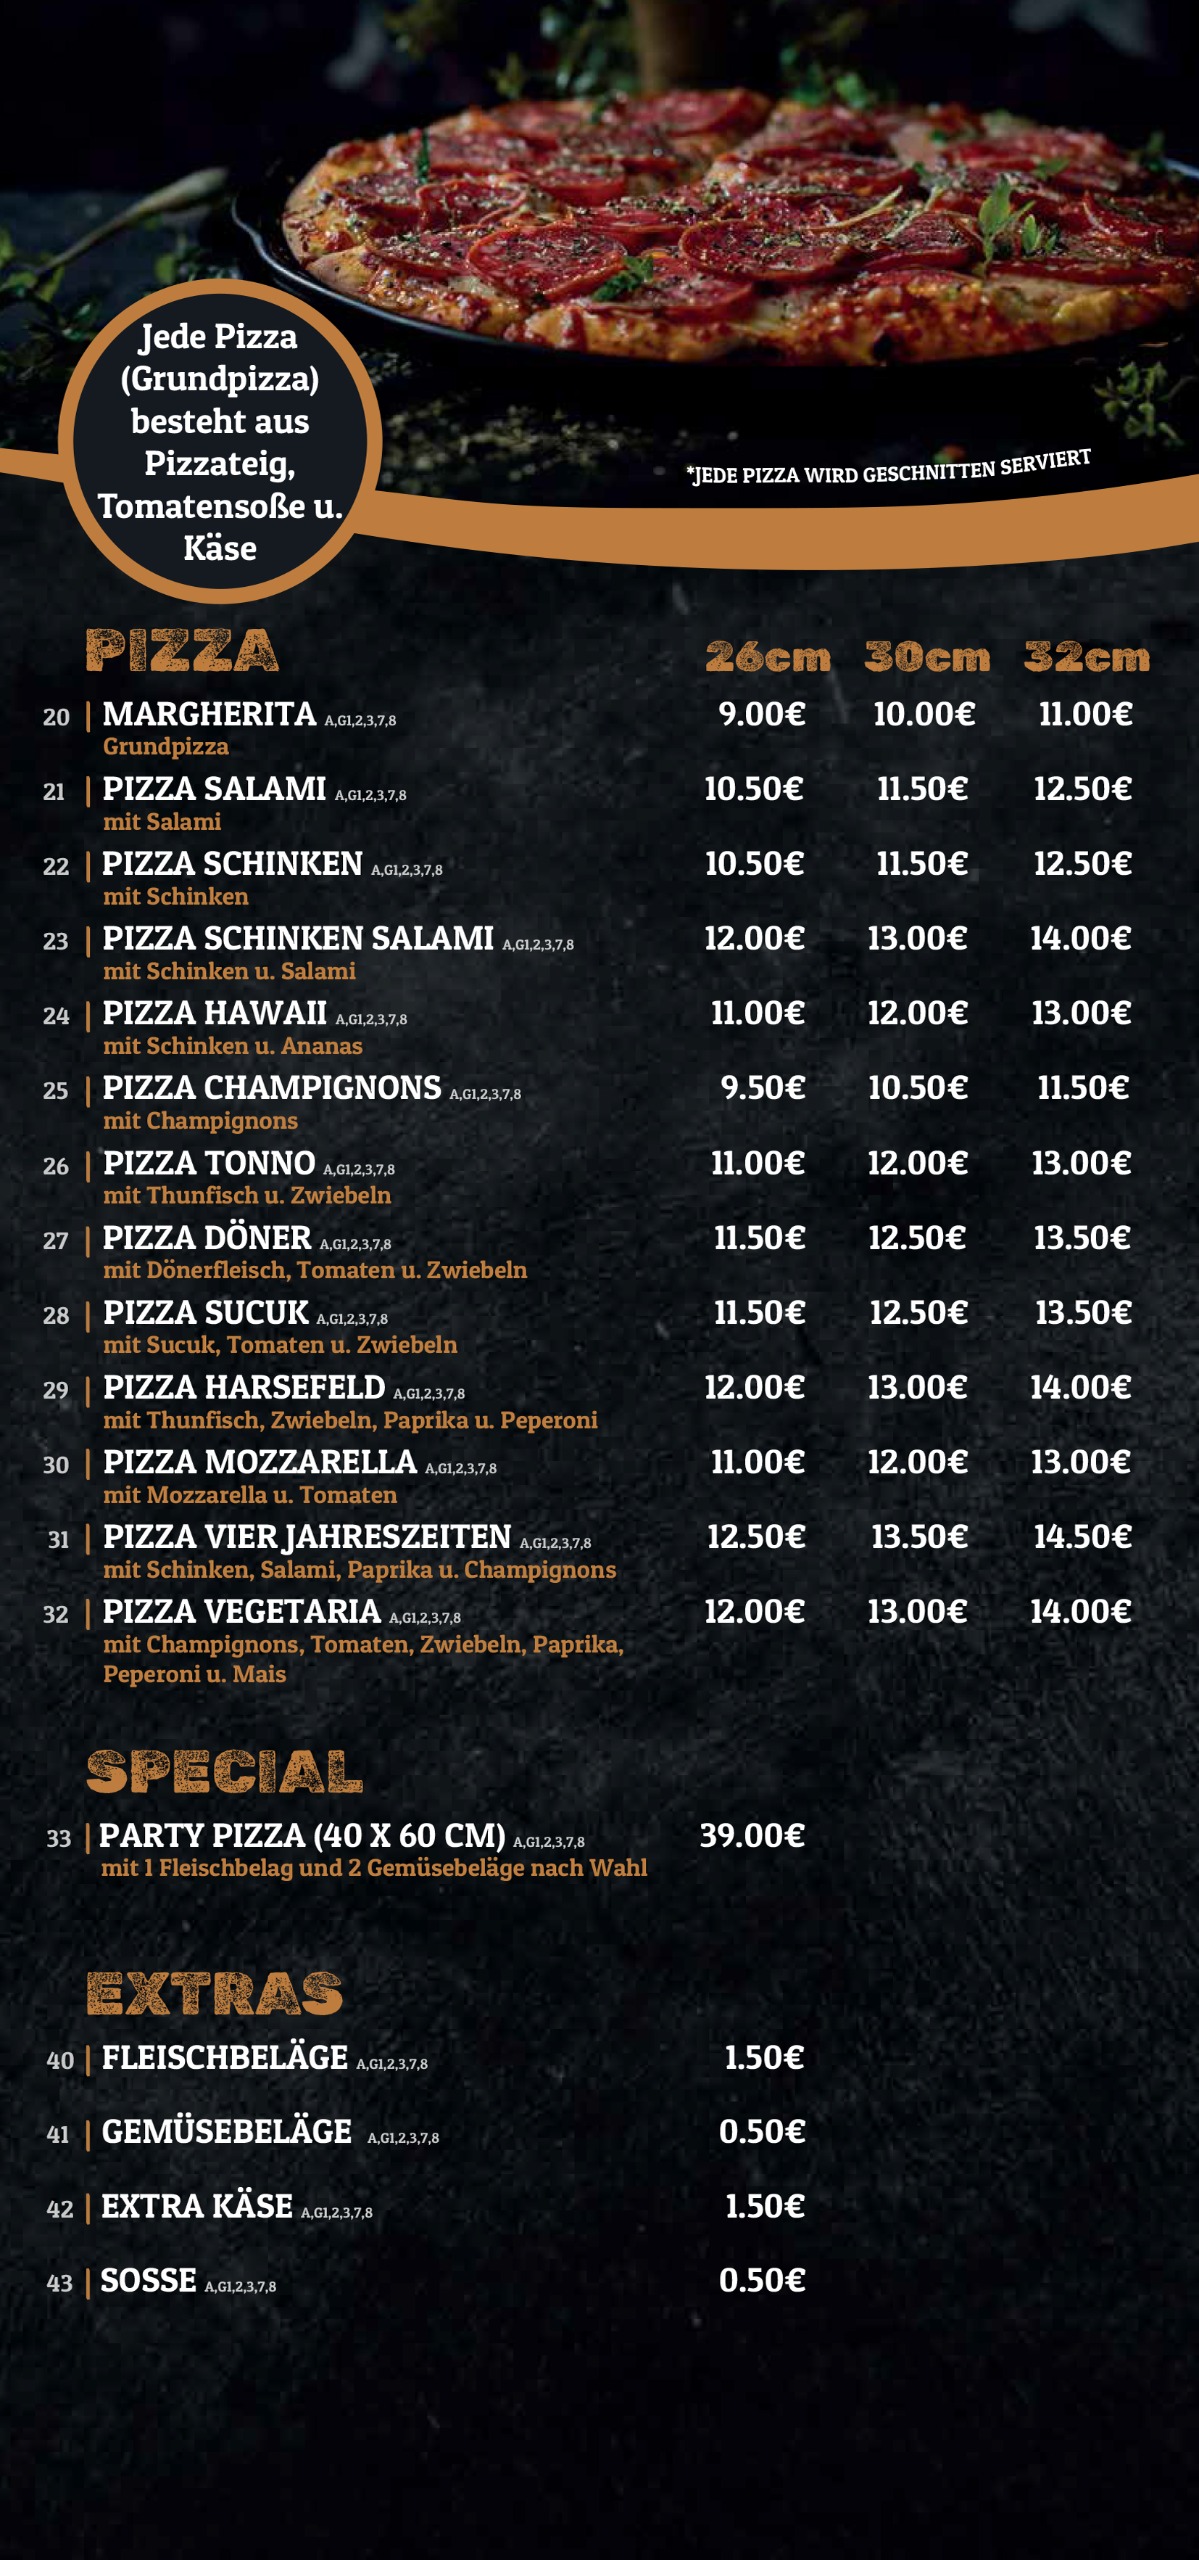 Jede Pizza
(Grundpizza)
besteht aus
Pizzateig,
Tomatensoße u.
Käse
*JEDE PIZZA WIRD GESCHNITTEN SERVIERT
PIZZA 26cm 30cm 32cm
20 | MARGHERITA A,G1,2,3,7,8 9.00€ 10.00€ 11.00€
Grundpizza
21 | PIZZA SALAMI A,G1,2,3,7,8 10.50€ 11.50€ 12.50€
mit Salami
22 | PIZZA SCHINKEN A,G1,2,3,7,8 10.50€ 11.50€ 12.50€
mit Schinken
23 | PIZZA SCHINKEN SALAMI A,G1,2,3,7,8 12.00€ 13.00€ 14.00€
mit Schinken u. Salami
24 | PIZZA HAWAII A,G1,2,3,7,8 11.00€ 12.00€ 13.00€
mit Schinken u. Ananas
25 | PIZZA CHAMPIGNONS A,G1,2,3,7,8 9.50€ 10.50€ 11.50€
mit Champignons
26 | PIZZA TONNO A,G1,2,3,7,8 11.00€ 12.00€ 13.00€
mit Thunfisch u. Zwiebeln
27 | PIZZA DÖNER A,G1,2,3,7,8 11.50€ 12.50€ 13.50€
mit Dönerfleisch, Tomaten u. Zwiebeln
28 | PIZZA SUCUK A,G1,2,3,7,8 11.50€ 12.50€ 13.50€
mit Sucuk, Tomaten u. Zwiebeln
29 | PIZZA HARSEFELD A,G1,2,3,7,8 12.00€ 13.00€ 14.00€
mit Thunfisch, Zwiebeln, Paprika u. Peperoni
30 | PIZZA MOZZARELLA A,G1,2,3,7,8 11.00€ 12.00€ 13.00€
mit Mozzarella u. Tomaten
31 | PIZZA VIER JAHRESZEITEN A,G1,2,3,7,8 12.50€ 13.50€ 14.50€
mit Schinken, Salami, Paprika u. Champignons
32 | PIZZA VEGETARIA A,G1,2,3,7,8 12.00€ 13.00€ 14.00€
mit Champignons, Tomaten, Zwiebeln, Paprika,
Peperoni u. Mais
SPECIAL
33 | PARTY PIZZA (40 X 60 CM) A,G1,2,3,7,8 39.00€
mit 1 Fleischbelag und 2 Gemüsebeläge nach Wahl
EXTRAS
40 | FLEISCHBELÄGE A,G1,2,3,7,8 1.50€
41 | GEMÜSEBELÄGE A,G1,2,3,7,8 0.50€
42 | EXTRA KÄSE A,G1,2,3,7,8 1.50€
43 | SOSSE A,G1,2,3,7,8 0.50€